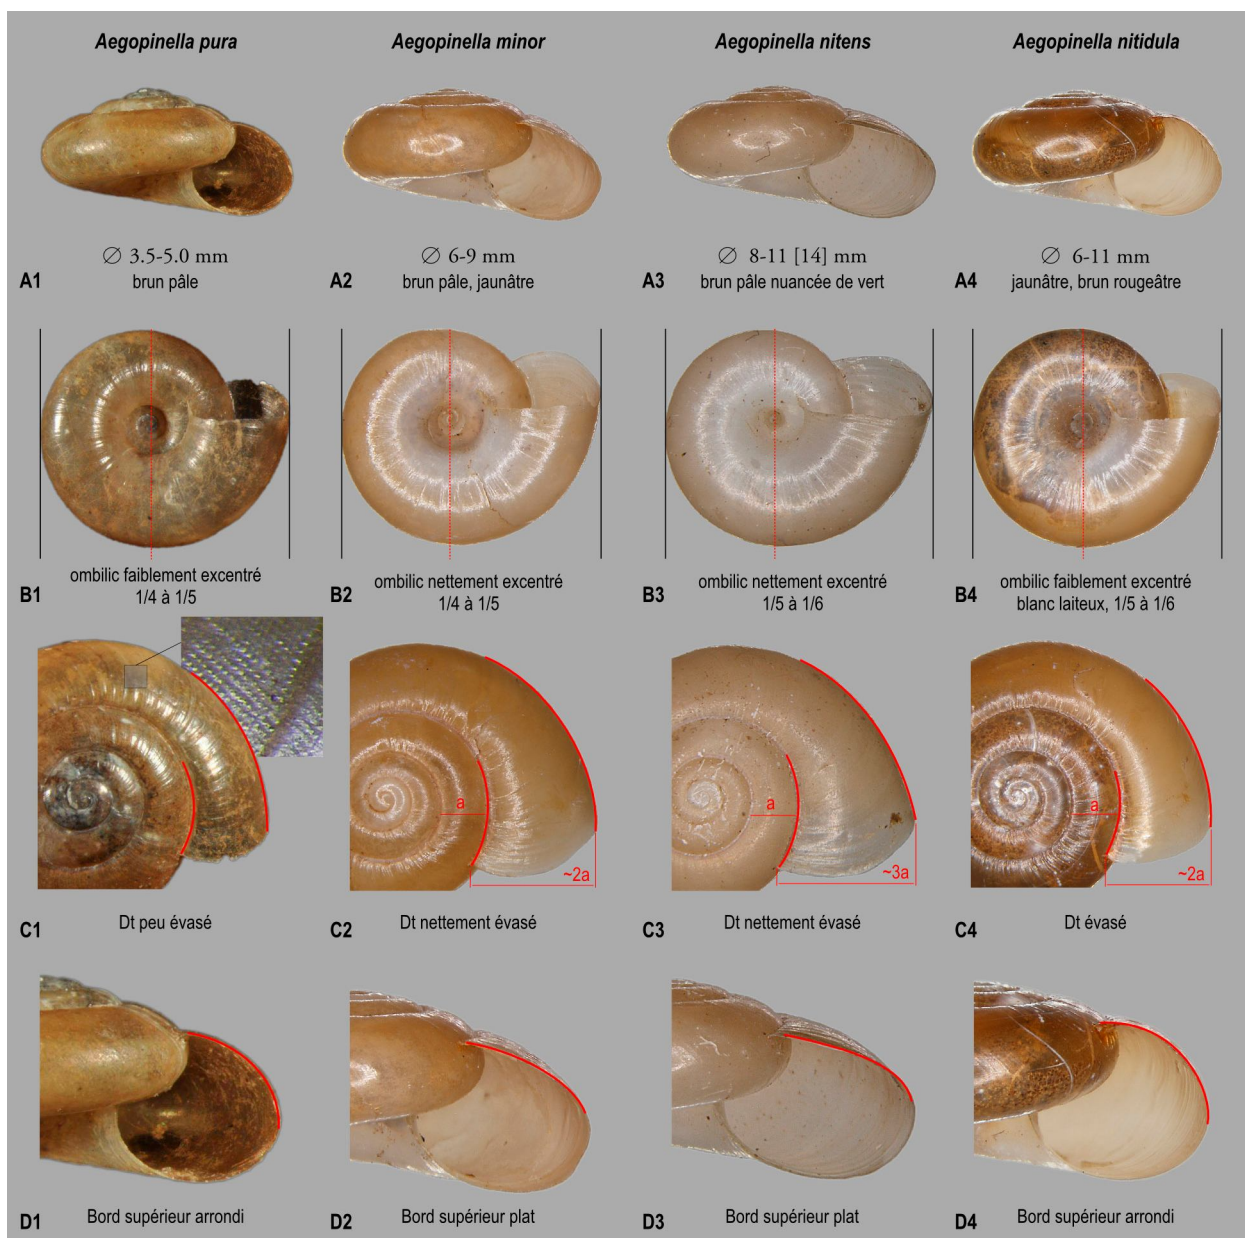 Aegopinella pura
Aegopinella minor
Aegopinella nitens
Aegopinella nitidula
A1
∅ 3.5-5.0 mm
brun pâle
A2
∅ 6-9 mm
brun pâle, jaunâtre
A3
∅ 8-11 [14] mm
brun pâle nuancée de vert
A4
∅ 6-11 mm
jaunâtre, brun rougeâtre
B1
ombilic faiblement excentré
1/4 à 1/5
B2
ombilic nettement excentré
1/4 à 1/5
B3
ombilic nettement excentré
1/5 à 1/6
B4
ombilic faiblement excentré
blanc laiteux, 1/5 à 1/6
C1
Dt peu évasé
a
~2a
C2
Dt nettement évasé
a
~3a
C3
Dt nettement évasé
a
~2a
C4
Dt évasé
D1
Bord supérieur arrondi
D2
Bord supérieur plat
D3
Bord supérieur plat
D4
Bord supérieur arrondi